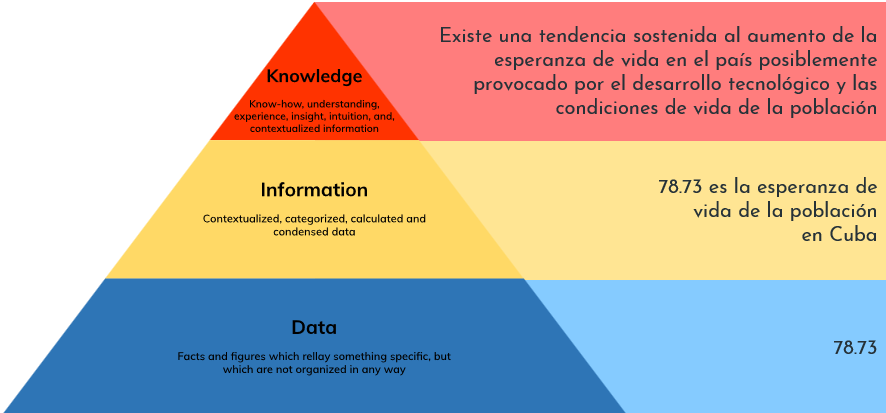 Knowledge
Know-how, understanding,
experience, insight, intuition, and,
contextualized information
Existe una tendencia sostenida al aumento de la
esperanza de vida en el país posiblemente
provocado por el desarrollo tecnológico y las
condiciones de vida de la población
Information
Contextualized, categorized, calculated and
condensed data
78.73 es la esperanza de
vida de la población
en Cuba
Data
Facts and figures which rellay something specific, but
which are not organized in any way
78.73